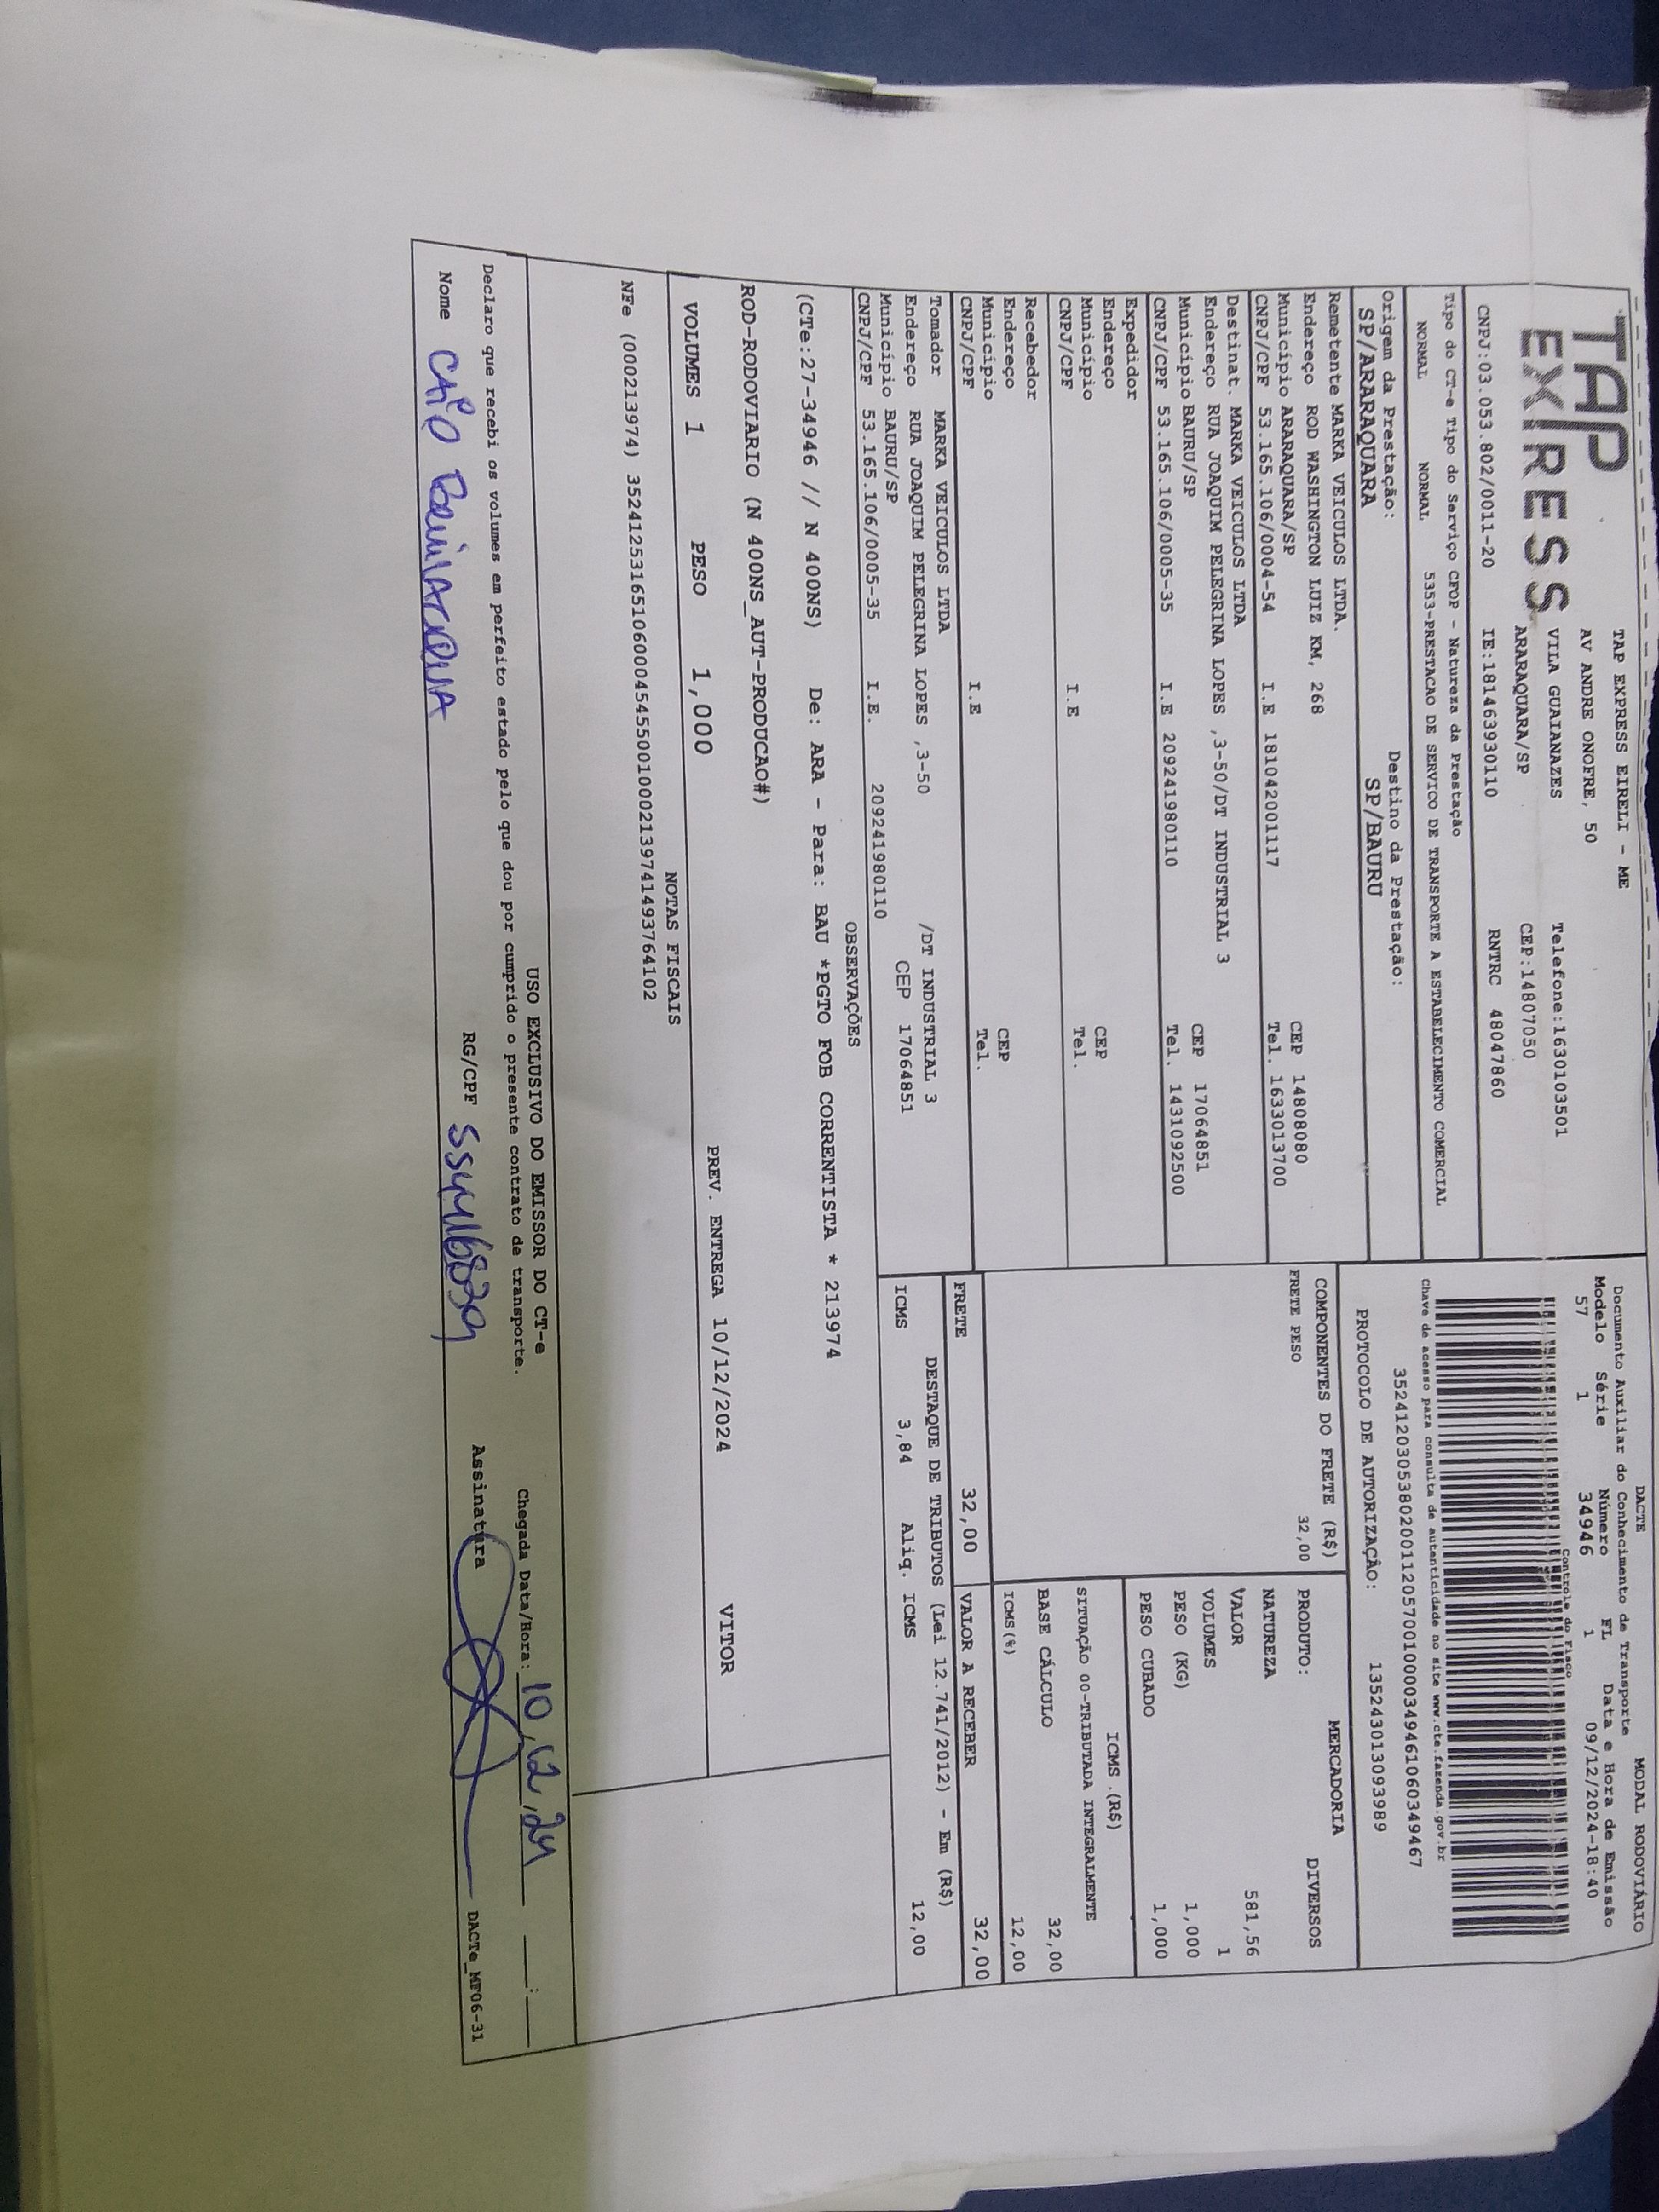 TAP EXPRESS
TAP EXPRESS EIRELI - ME
AV ANDRE ONOFRE, 50
VILA GUAIANAZES Telefone:1630103501
ARARAQUARA/SP CEP:14807050
CNPJ:03.053.802/0011-20 IE:181463930110 RNTRC 48047860
DACTE MODAL RODOVIÁRIO
Documento Auxiliar do Conhecimento de Transporte
Modelo Série Número FL Data e Hora de Emissão
57 1 34946 1 09/12/2024-18:40
Controle do Fisco
Chave de acesso para consulta de autenticidade no site www.cte.fazenda.gov.br
35241203053802001120570010000349461060349467
PROTOCOLO DE AUTORIZAÇÃO: 135243013093989
Tipo do CT-e Tipo do Serviço CFOP - Natureza da Prestação
NORMAL NORMAL 5353-PRESTACAO DE SERVICO DE TRANSPORTE A ESTABELECIMENTO COMERCIAL
Origem da Prestação: Destino da Prestação:
SP/ARARAQUARA SP/BAURU
Remetente MARKA VEICULOS LTDA.
Endereço ROD WASHINGTON LUIZ KM, 268
Município ARARAQUARA/SP CEP 14808080
CNPJ/CPF 53.165.106/0004-54 I.E 181042001117 Tel. 1633013700
Destinat. MARKA VEICULOS LTDA
Endereço RUA JOAQUIM PELEGRINA LOPES ,3-50/DT INDUSTRIAL 3
Município BAURU/SP CEP 17064851
CNPJ/CPF 53.165.106/0005-35 I.E 209241980110 Tel. 1431092500
Expedidor
Endereço
Município CEP
CNPJ/CPF I.E Tel.
Recebedor
Endereço
Município CEP
CNPJ/CPF I.E Tel.
Tomador MARKA VEICULOS LTDA
Endereço RUA JOAQUIM PELEGRINA LOPES ,3-50 /DT INDUSTRIAL 3
Município BAURU/SP CEP 17064851
CNPJ/CPF 53.165.106/0005-35 I.E. 209241980110
COMPONENTES DO FRETE (R$)
FRETE PESO 32,00
MERCADORIA
PRODUTO: DIVERSOS
NATUREZA
VALOR 581,56
VOLUMES 1
PESO (KG) 1,000
PESO CUBADO 1,000
ICMS .(R$)
SITUAÇÃO 00-TRIBUTADA INTEGRALMENTE
BASE CÁLCULO 32,00
ICMS(%) 12,00
FRETE 32,00 VALOR A RECEBER 32,00
DESTAQUE DE TRIBUTOS (Lei 12.741/2012) - Em (R$)
ICMS 3,84 Aliq. ICMS 12,00
OBSERVAÇÕES
(CTe:27-34946 // N 400NS) De: ARA - Para: BAU *PGTO FOB CORRENTISTA * 213974
ROD-RODOVIARIO (N 400NS_AUT-PRODUCAO#)
VOLUMES 1 PESO 1,000 PREV. ENTREGA 10/12/2024 VITOR
NOTAS FISCAIS
NFe (000213974) 35241253165106000454550010002139741493764102
USO EXCLUSIVO DO EMISSOR DO CT-e
Declaro que recebi os volumes em perfeito estado pelo que dou por cumprido o presente contrato de transporte. Chegada Data/Hora: 10,12,24 __:__
Nome CAIO RG/CPF Assinatura DACTe_MF06-31